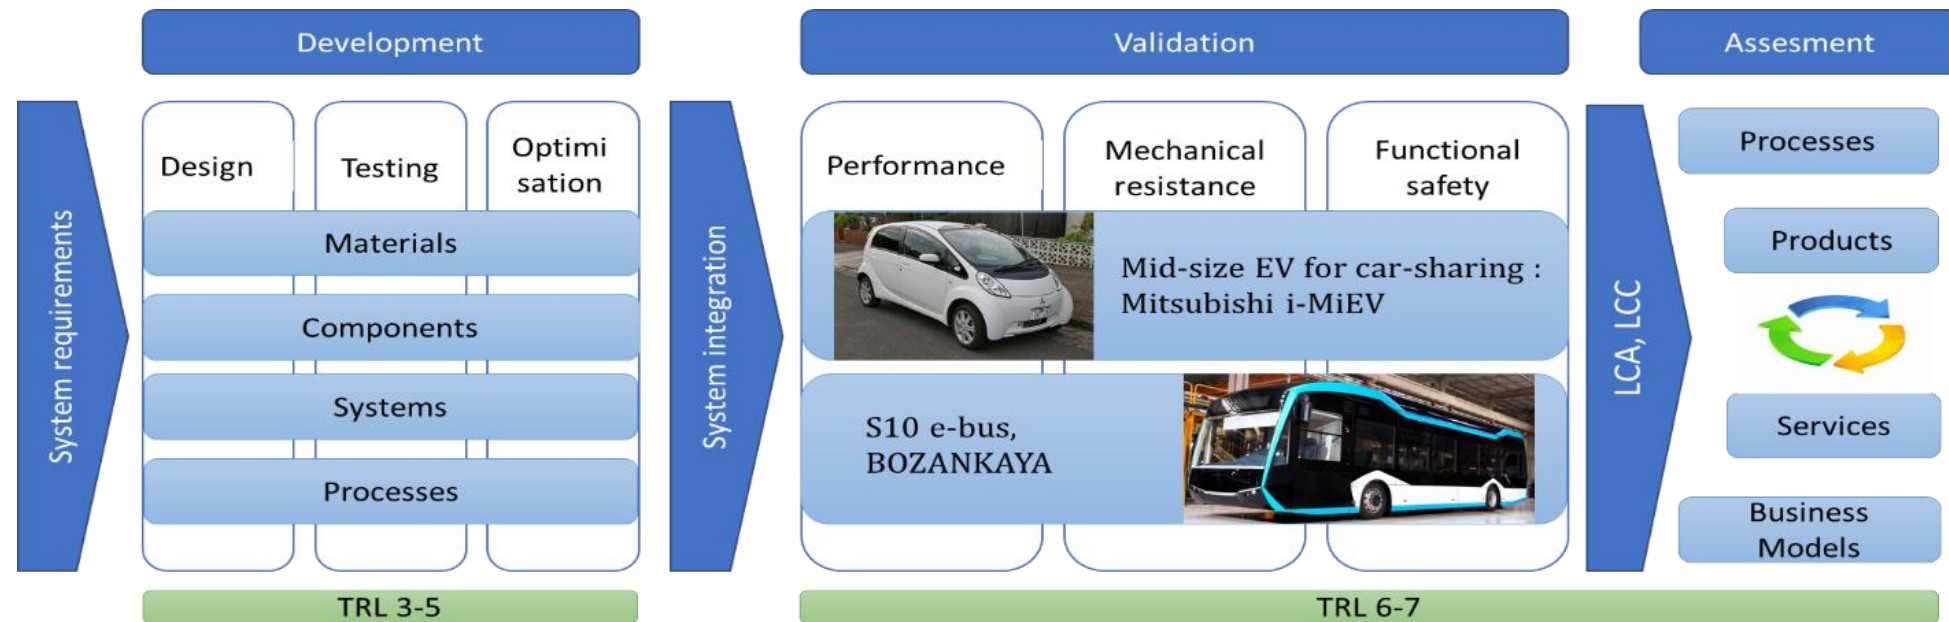 Development
Validation
Assesment
System requirements
Design
Testing
Optimi
sation
Materials
Components
Systems
Processes
System integration
Performance
Mechanical
resistance
Functional
safety
Mid-size EV for car-sharing :
Mitsubishi i-MiEV
S10 e-bus,
BOZANKAYA
LCA, LCC
Processes
Products
Services
Business
Models
TRL 3-5
TRL 6-7